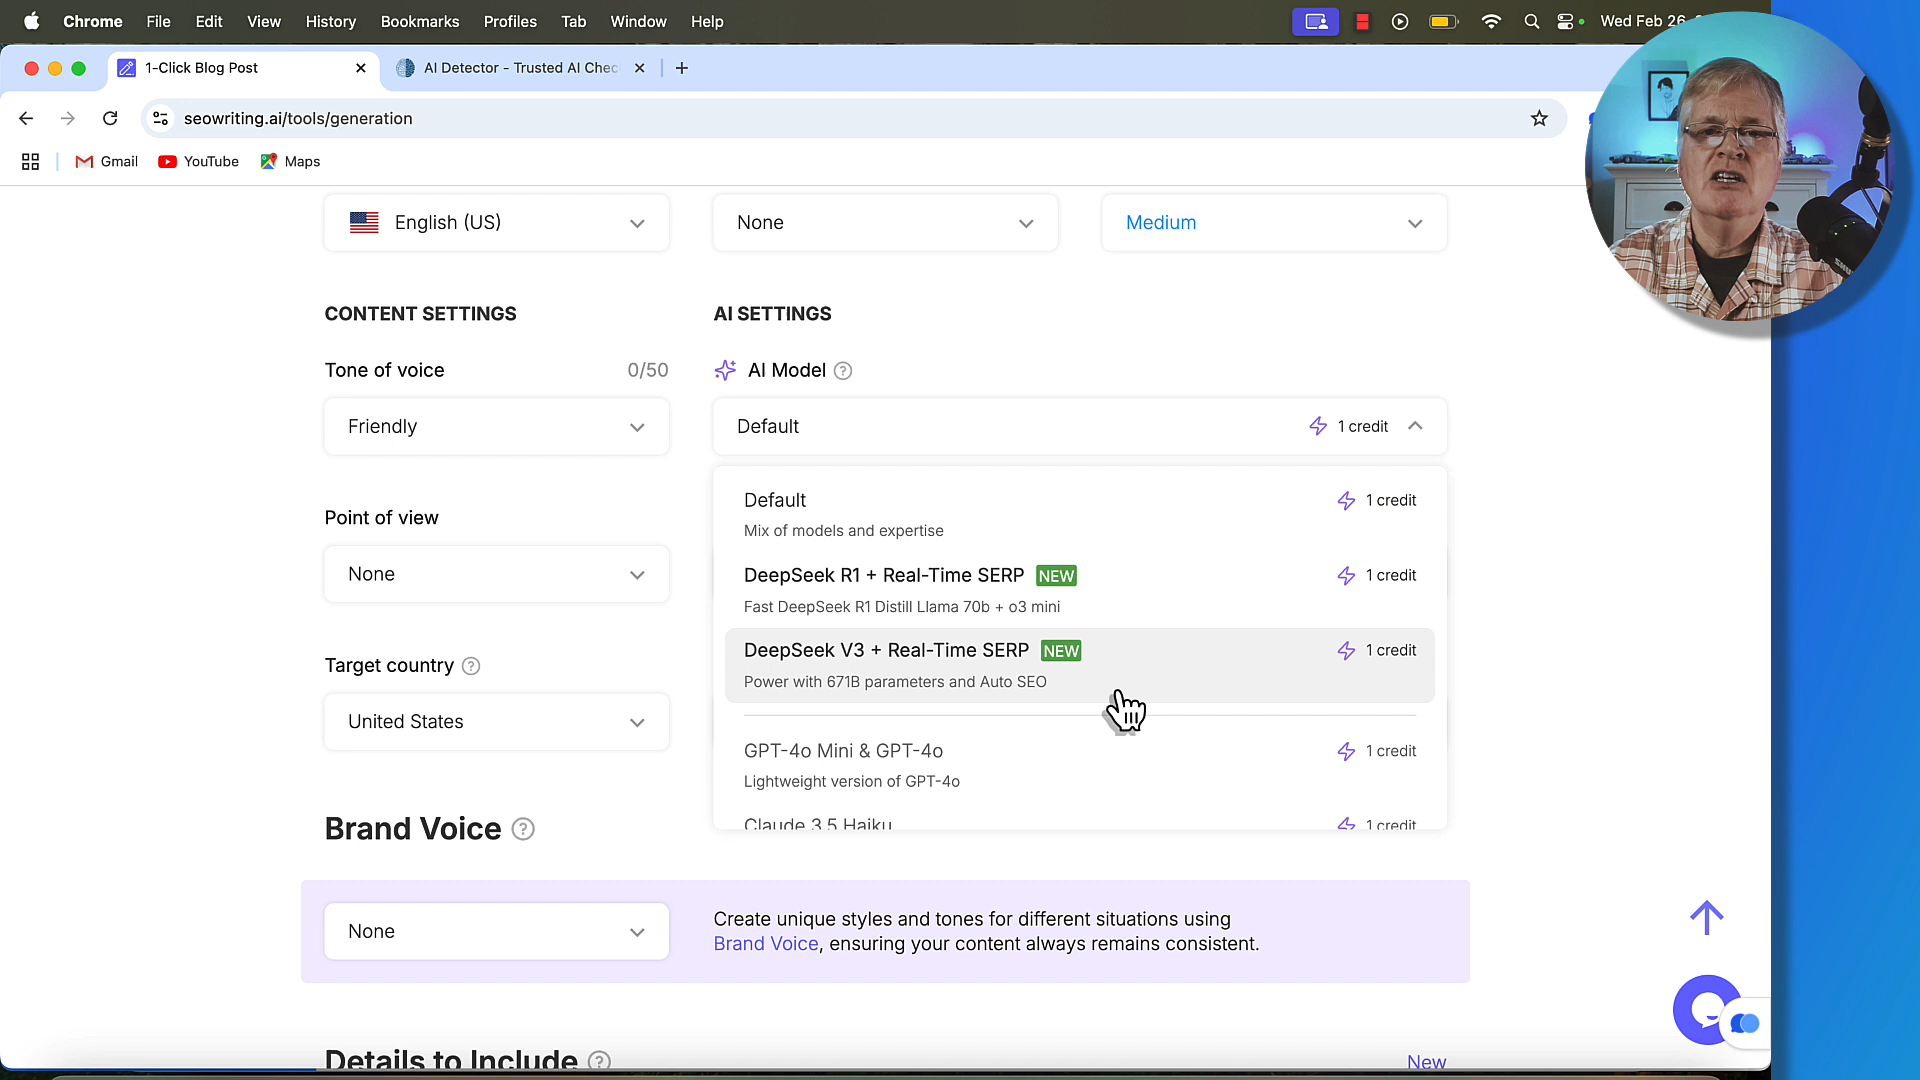 Chrome File Edit View History Bookmarks Profiles Tab Window Help
Wed Feb 26
1-Click Blog Post
AI Detector - Trusted AI Chec
seowriting.ai/tools/generation
Gmail YouTube Maps
English (US)
None
Medium
CONTENT SETTINGS
AI SETTINGS
Tone of voice 0/50
AI Model ?
Friendly
Default 1 credit
Default 1 credit
Mix of models and expertise
DeepSeek R1 + Real-Time SERP NEW 1 credit
Fast DeepSeek R1 Distill Llama 70b + o3 mini
DeepSeek V3 + Real-Time SERP NEW 1 credit
Power with 671B parameters and Auto SEO
GPT-4o Mini & GPT-4o 1 credit
Lightweight version of GPT-4o
Claude 3.5 Haiku 1 credit
Point of view
None
Target country ?
United States
Brand Voice ?
None
Create unique styles and tones for different situations using
Brand Voice, ensuring your content always remains consistent.
Details to Include ?
New